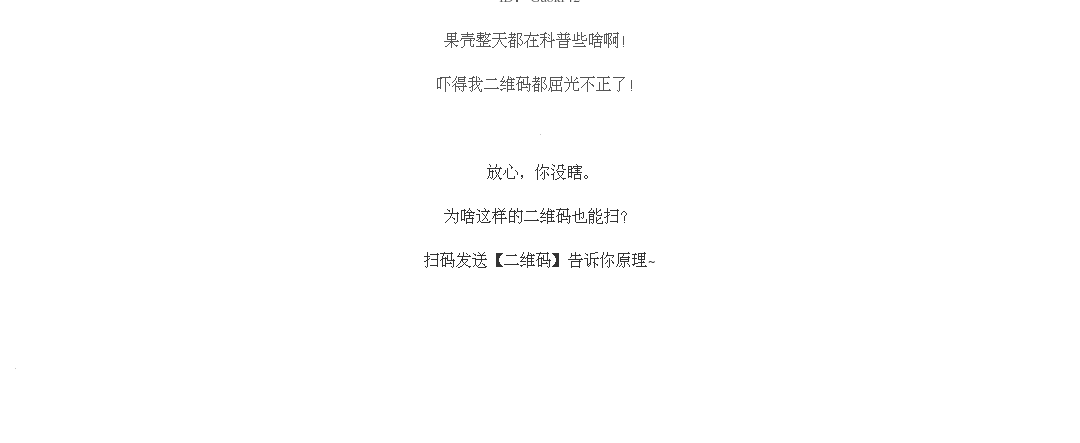 果壳整天都在科普些啥啊！
吓得我二维码都屈光不正了！
放心，你没瞎。
为啥这样的二维码也能扫？
扫码发送【二维码】告诉你原理~